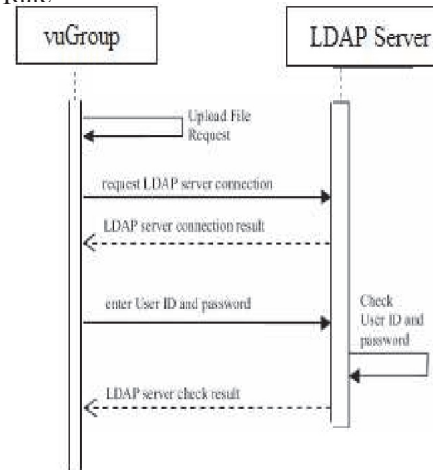 vuGroup
LDAP Server
Upload File
Request
request LDAP server connection
LDAP server connection result
enter User ID and password
Check
User ID and
password
LDAP server check result